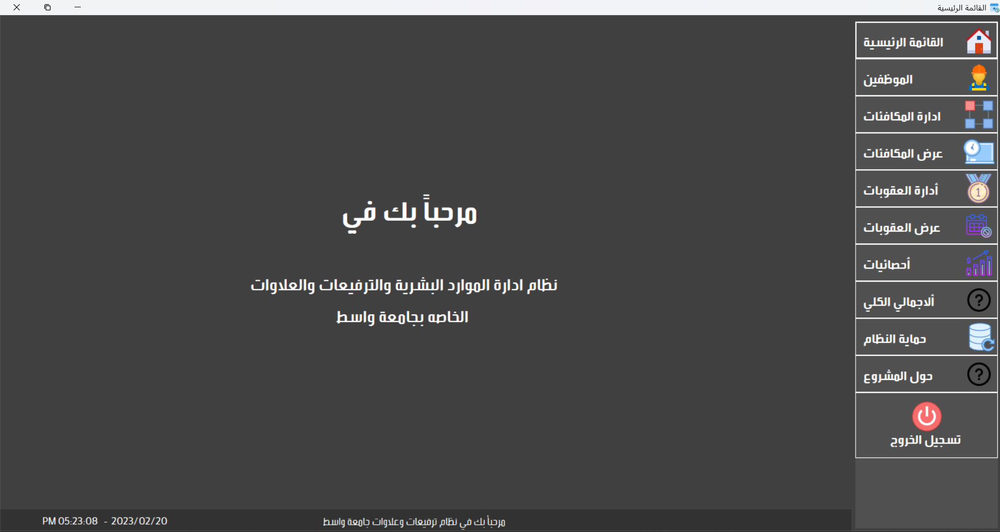 القائمة الرئيسية
القائمة الرئيسية
الموظفين
ادارة المكافئات
عرض المكافئات
أدارة العقوبات
عرض العقوبات
أحصائيات
ألاجمالي الكلي
حماية النظام
حول المشروع
تسجيل الخروج
مرحباً بك في
نظام ادارة الموارد البشرية والترفيعات والعلاوات
الخاصه بجامعة واسط
مرحبأ بك في نظام ترفيعات وعلاوات جامعة واسط
PM 05:23:08 - 2023/02/20